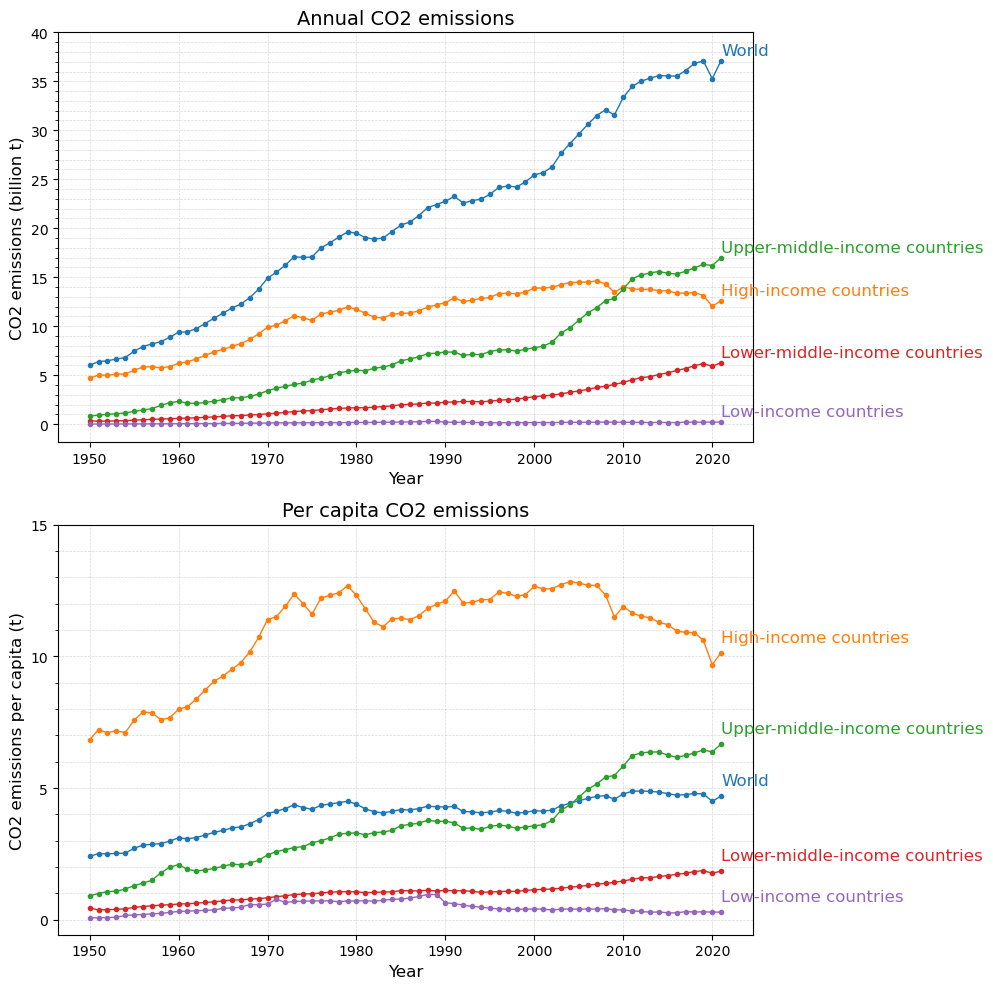 Annual CO2 emissions
40
35
30
25
20
15
10
5
0
CO2 emissions (billion t)
World
Upper-middle-income countries
High-income countries
Lower-middle-income countries
Low-income countries
1950 1960 1970 1980 1990 2000 2010 2020
Year
Per capita CO2 emissions
15
10
5
0
CO2 emissions per capita (t)
High-income countries
Upper-middle-income countries
World
Lower-middle-income countries
Low-income countries
1950 1960 1970 1980 1990 2000 2010 2020
Year